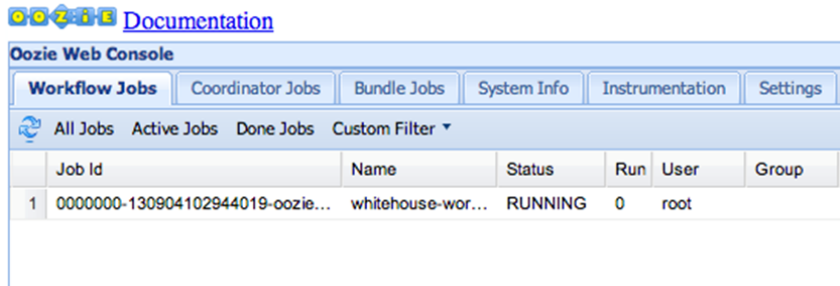 OOZIE Documentation
Oozie Web Console
Workflow Jobs Coordinator Jobs Bundle Jobs System Info Instrumentation Settings
All Jobs Active Jobs Done Jobs Custom Filter
Job Id Name Status Run User Group
1 0000000-130904102944019-oozie... whitehouse-wor... RUNNING 0 root